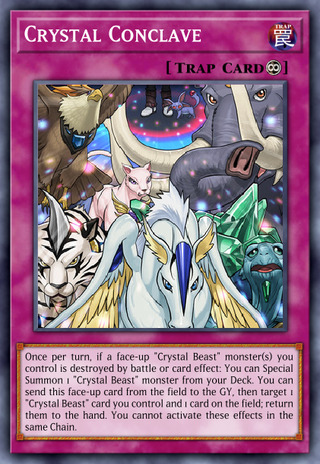 Crystal Conclave
TRAP
罠
[Trap Card∞]
Once per turn, if a face-up "Crystal Beast" monster(s) you
control is destroyed by battle or card effect: You can Special
Summon 1 "Crystal Beast" monster from your Deck. You can
send this face-up card from the field to the GY, then target 1
"Crystal Beast" card you control and 1 card on the field; return
them to the hand. You cannot activate these effects in
the same Chain.